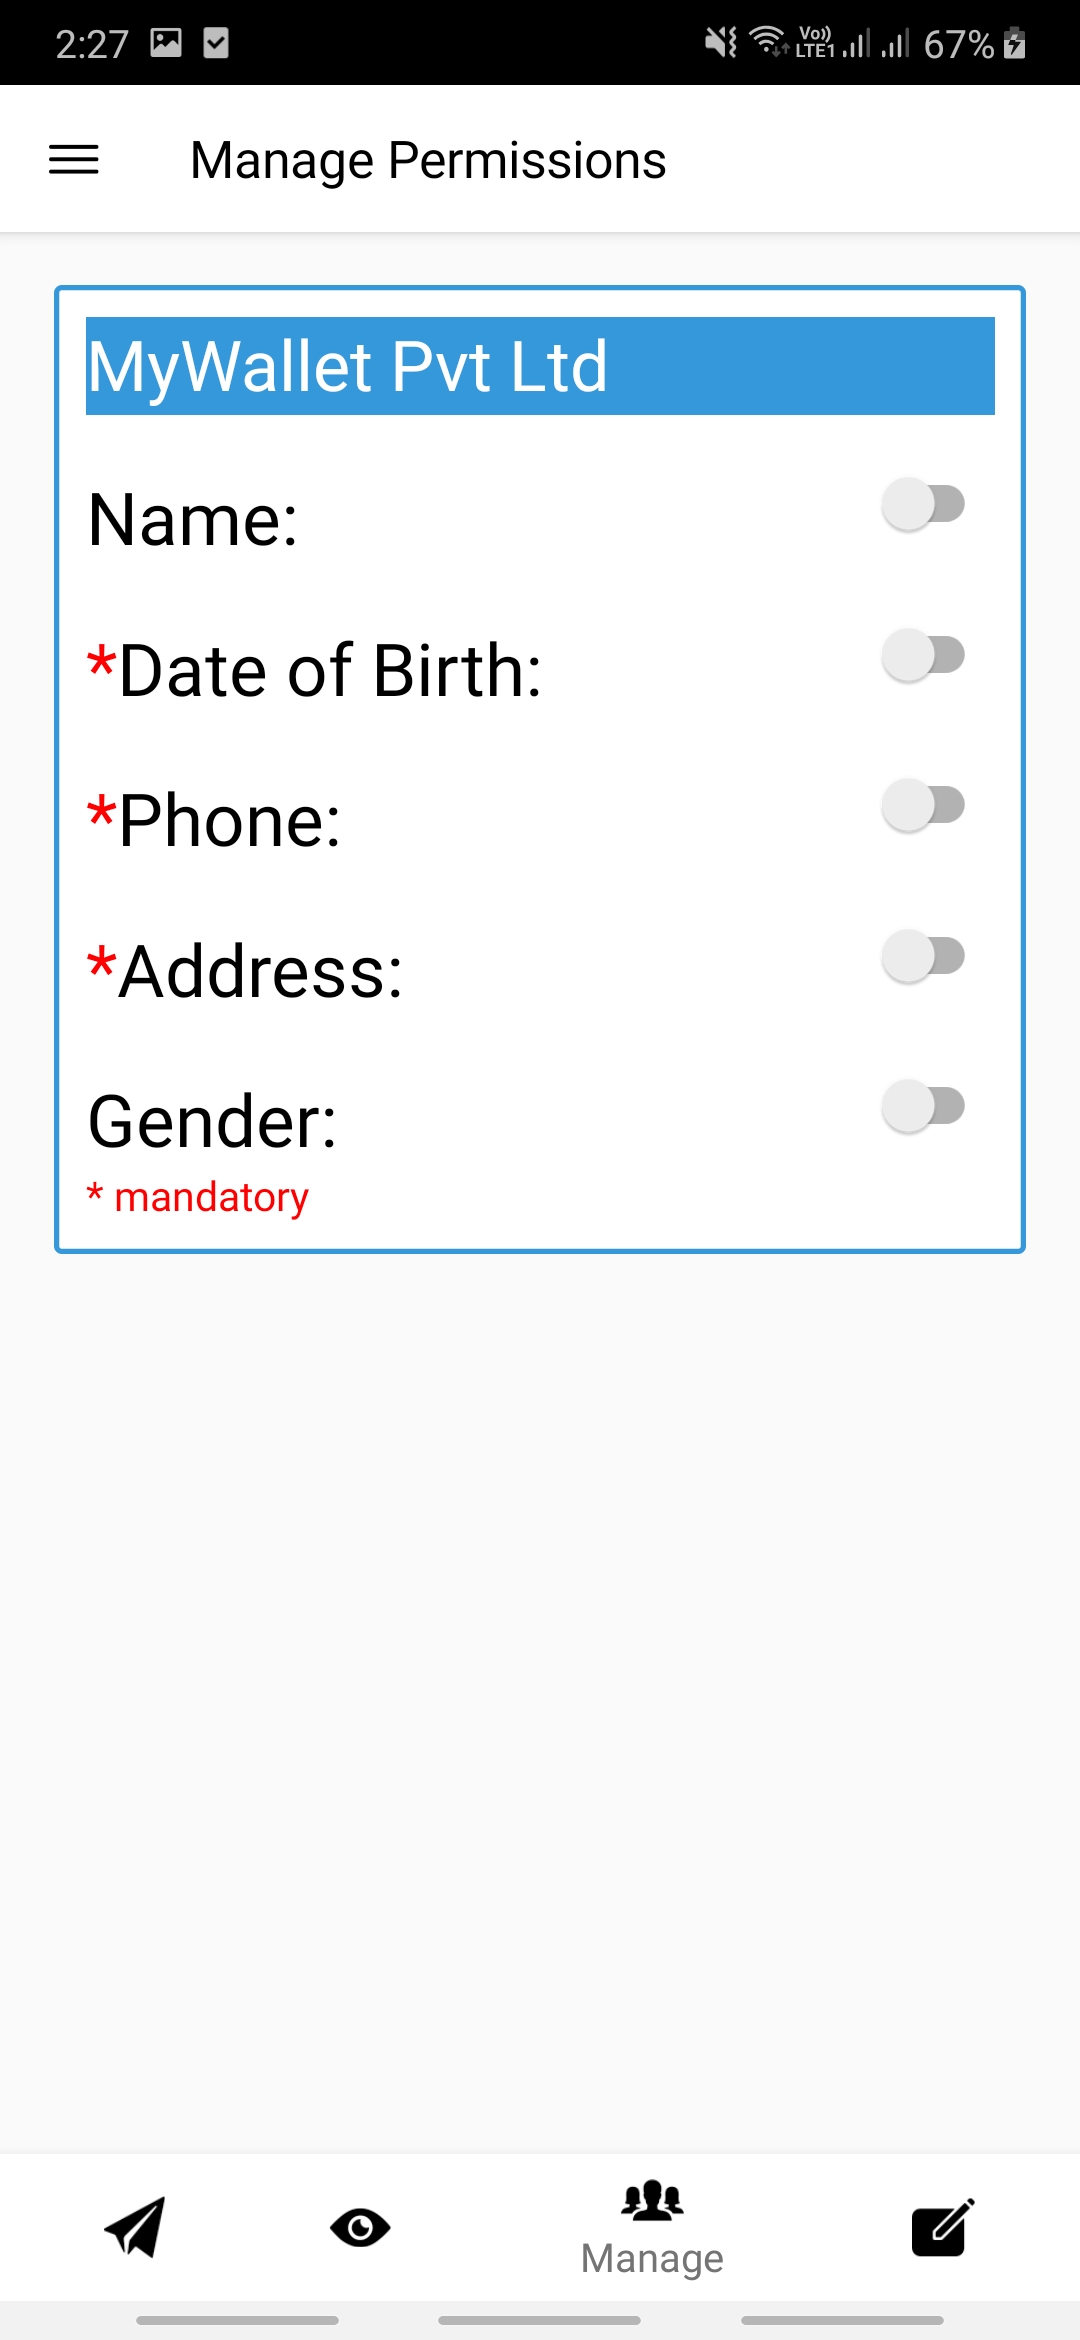 2:27 Vo)) LTE1 67%
Manage Permissions
MyWallet Pvt Ltd
Name:
*Date of Birth:
*Phone:
*Address:
Gender:
* mandatory
Manage